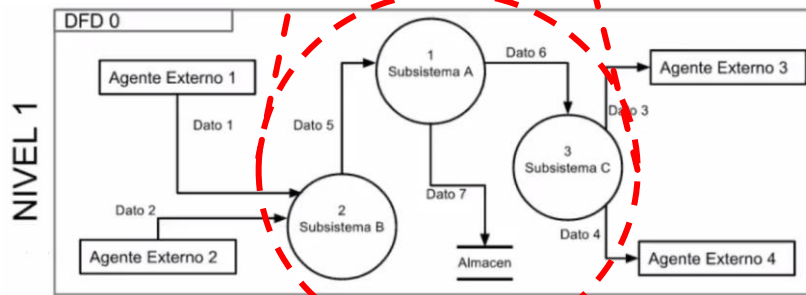 DFD 0
NIVEL 1
Agente Externo 1
Dato 1
Dato 2
Agente Externo 2
Dato 5
2
Subsistema B
1
Subsistema A
Dato 6
Dato 7
Almacen
3
Subsistema C
Dato 3
Agente Externo 3
Dato 4
Agente Externo 4